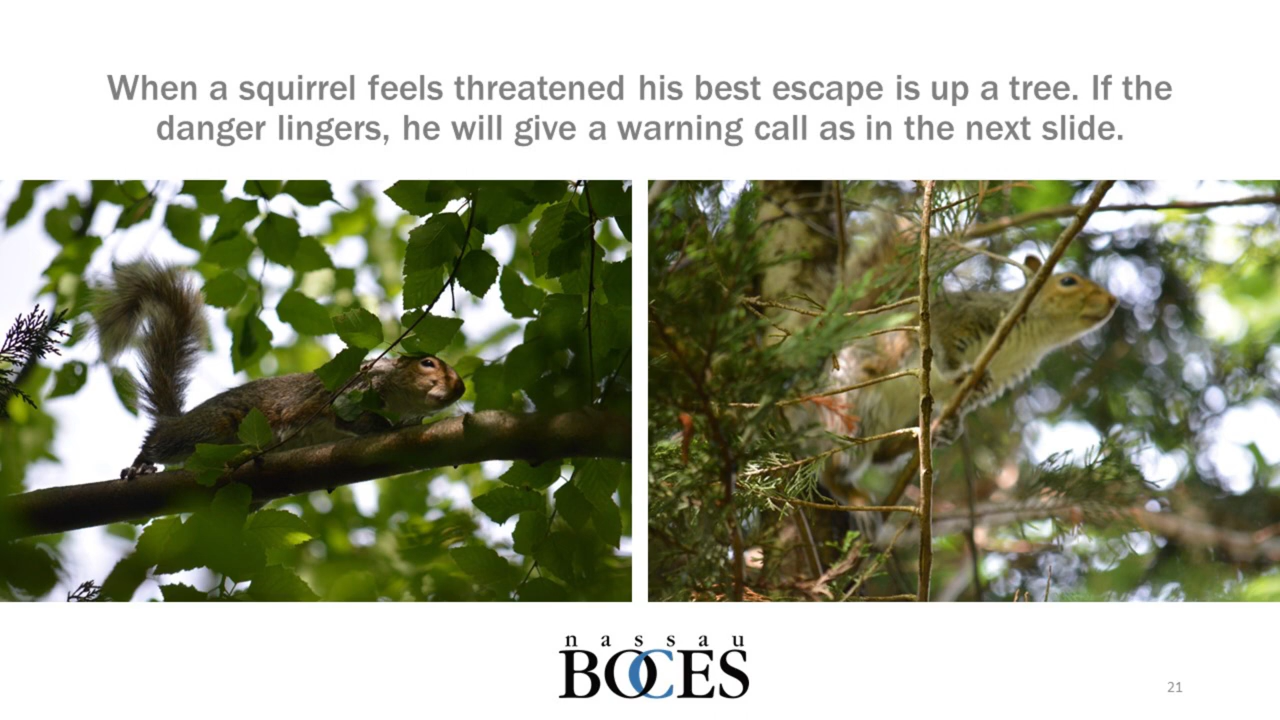 When a squirrel feels threatened his best escape is up a tree. If the
danger lingers, he will give a warning call as in the next slide.
nassau
BOCES
21